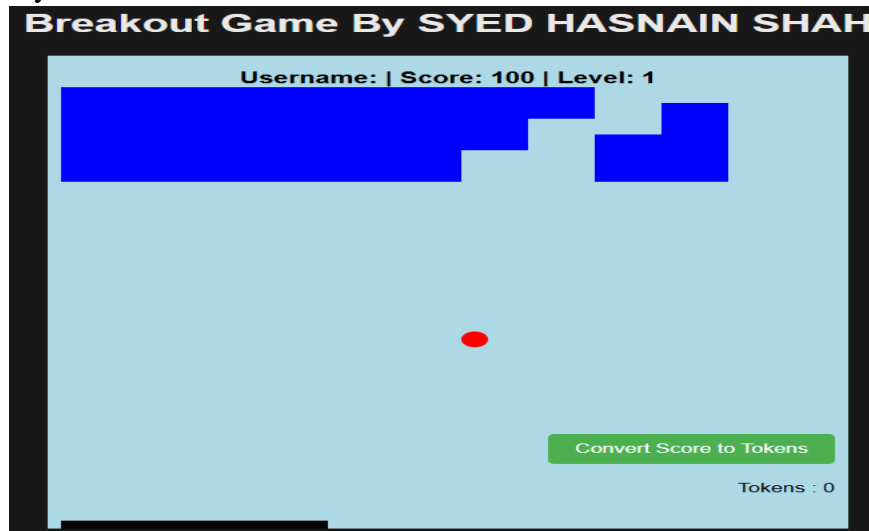 Breakout Game By SYED HASNAIN SHAH
Username: | Score: 100 | Level: 1
Convert Score to Tokens
Tokens : 0